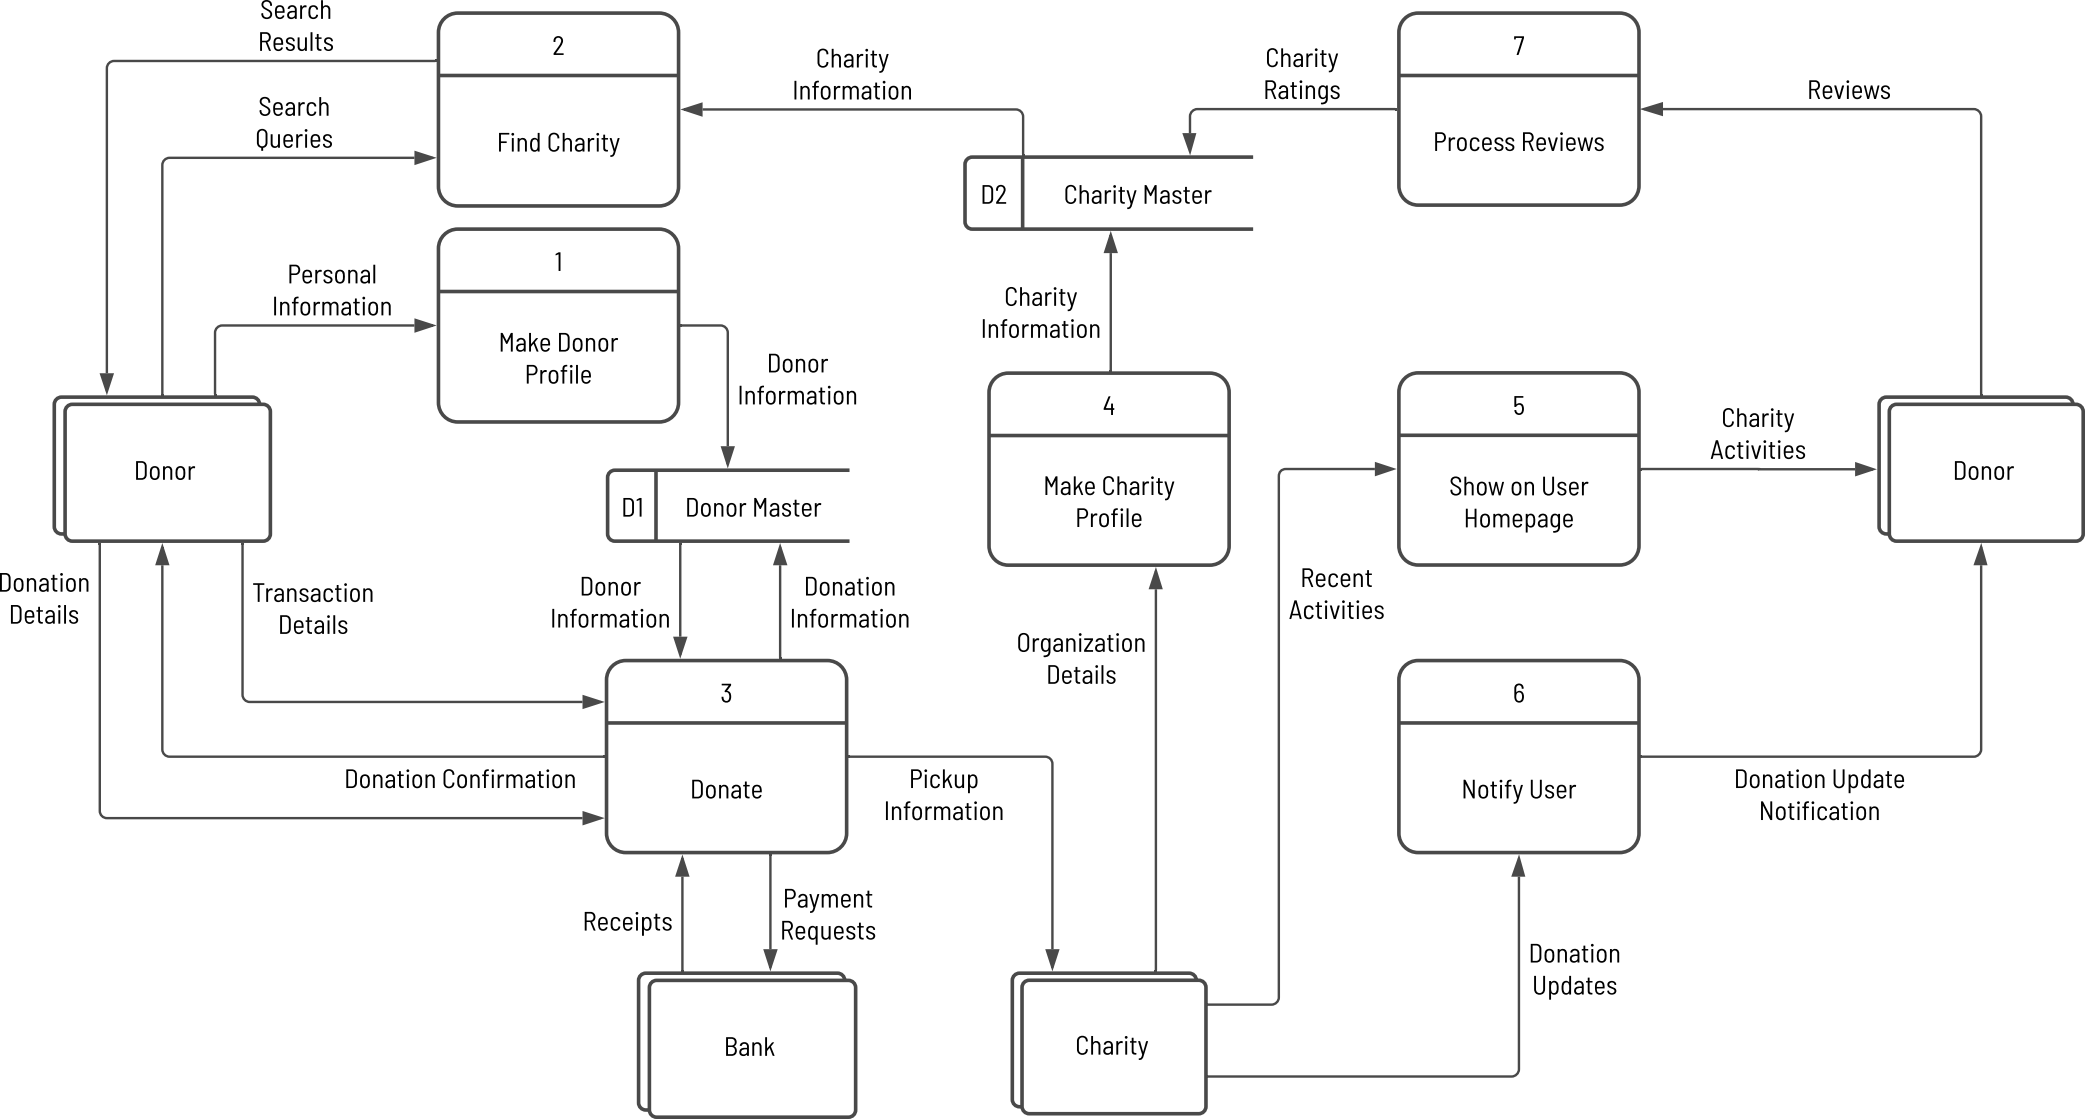 Search
Results
2
Find Charity
Charity
Information
Charity
Ratings
7
Process Reviews
Reviews
Search
Queries
D2
Charity Master
Personal
Information
1
Make Donor
Profile
Donor
Information
Charity
Information
4
Make Charity
Profile
5
Show on User
Homepage
Charity
Activities
Donor
Donor
D1
Donor Master
Donation
Details
Transaction
Details
Donor
Information
Donation
Information
Organization
Details
Recent
Activities
3
Donate
6
Notify User
Donation Confirmation
Pickup
Information
Donation Update
Notification
Receipts
Payment
Requests
Donation
Updates
Bank
Charity